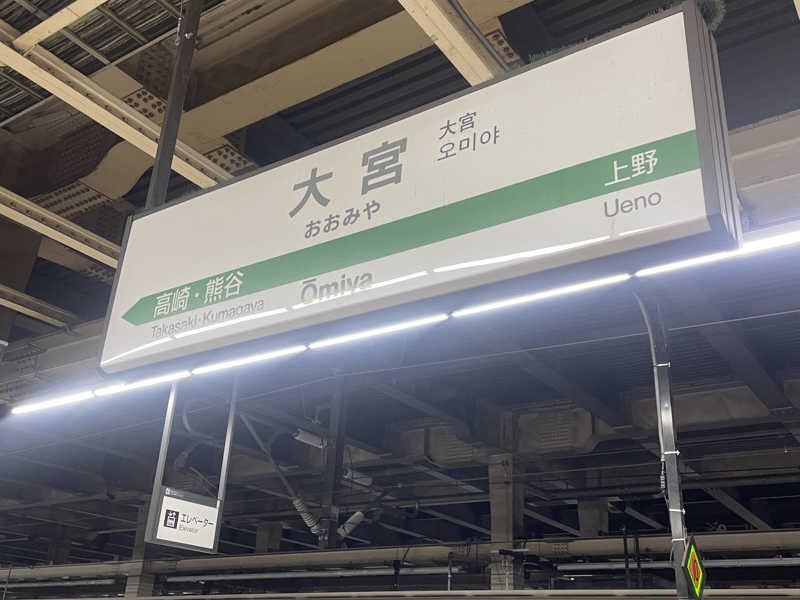 大宮
おおみや
大宮
오미야
高崎・熊谷
Takasaki・Kumagaya
Ōmiya
上野
Ueno
エレベーター
Elevator